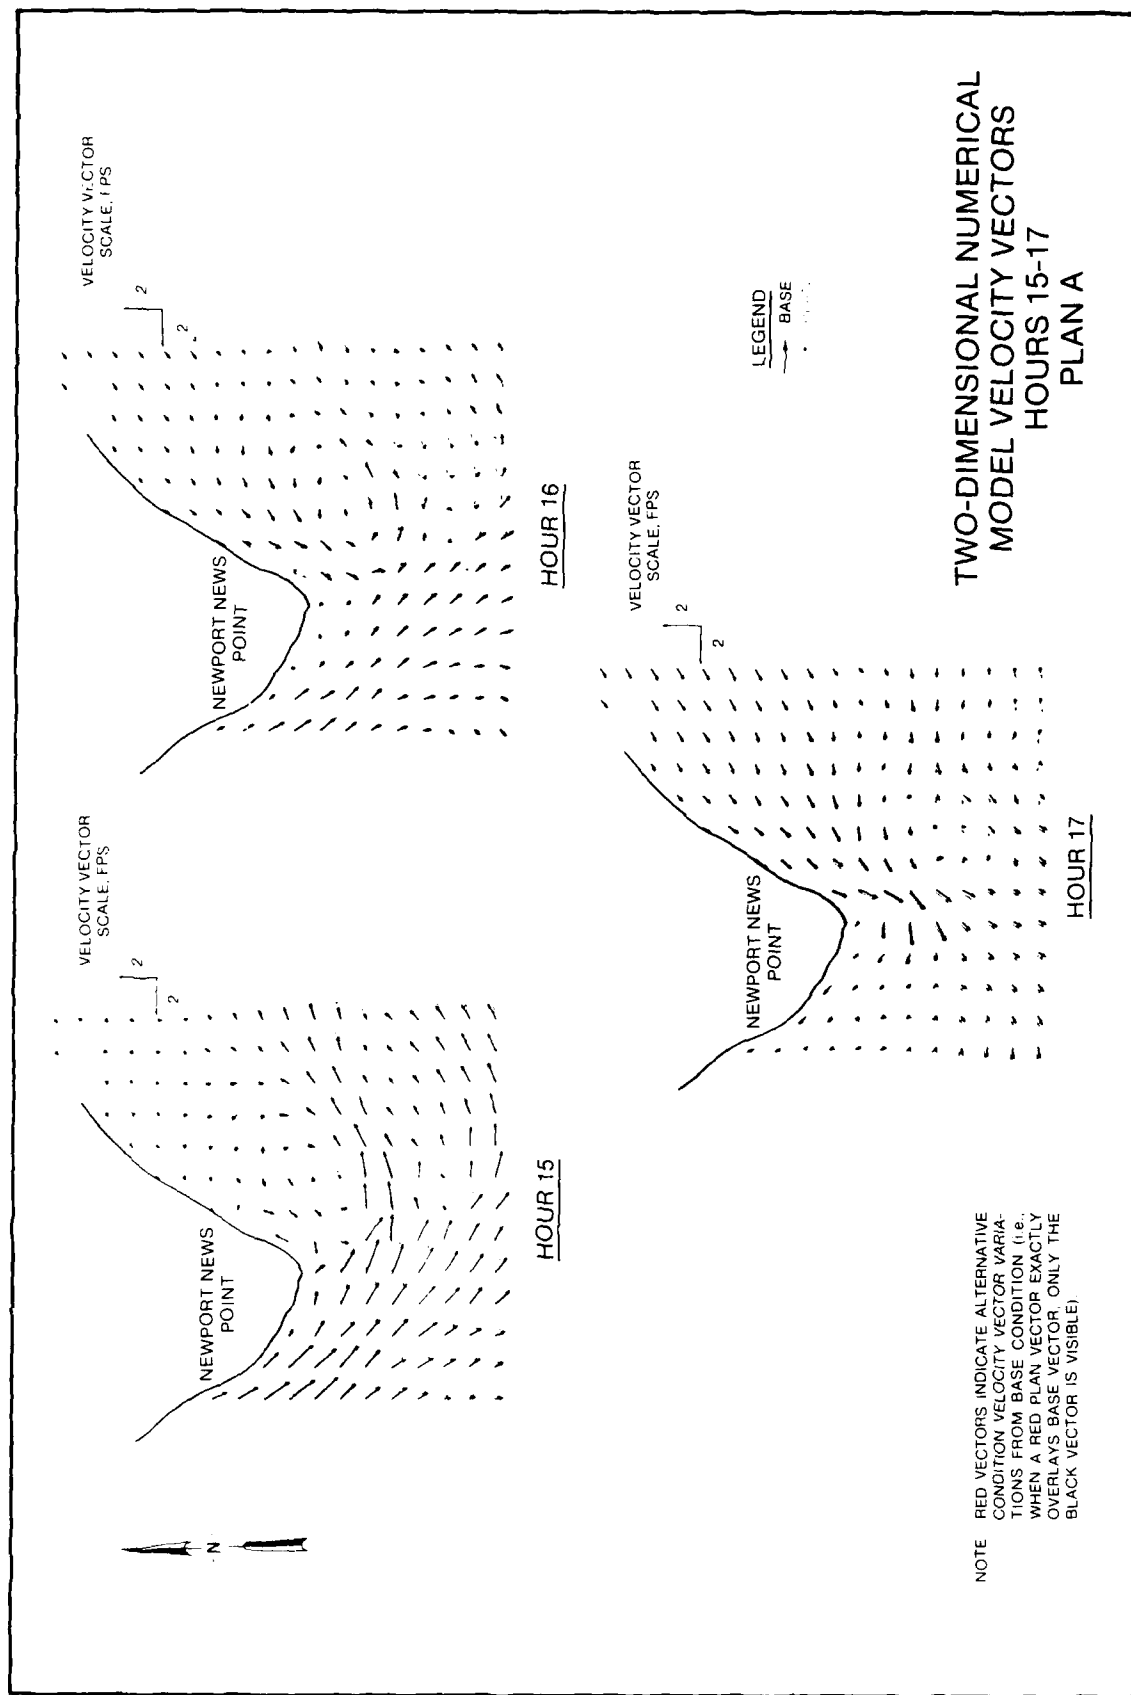 VELOCITY VECTOR
SCALE, FPS
2
2
NEWPORT NEWS
POINT
HOUR 15
VELOCITY VECTOR
SCALE, FPS
2
2
NEWPORT NEWS
POINT
HOUR 16
VELOCITY VECTOR
SCALE, FPS
2
2
NEWPORT NEWS
POINT
HOUR 17
N
LEGEND
BASE
NOTE RED VECTORS INDICATE ALTERNATIVE
CONDITION VELOCITY VECTOR VARIA-
TIONS FROM BASE CONDITION (i.e.,
WHEN A RED PLAN VECTOR EXACTLY
OVERLAYS BASE VECTOR, ONLY THE
BLACK VECTOR IS VISIBLE)
TWO-DIMENSIONAL NUMERICAL
MODEL VELOCITY VECTORS
HOURS 15-17
PLAN A